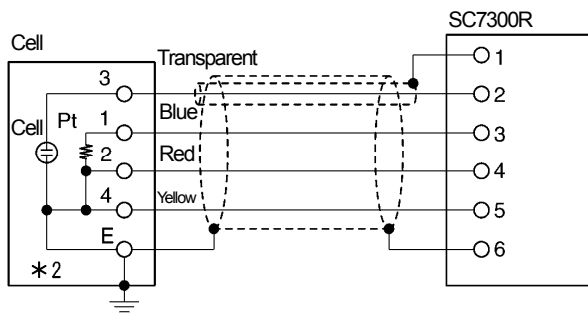 SC7300R
Cell
Transparent
1
3
2
Blue
Cell
Pt
1
3
2
Red
4
4
Yellow
5
E
6
*2